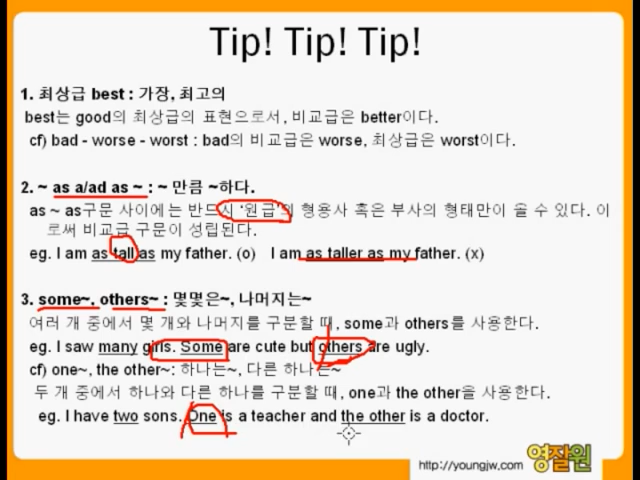 Tip! Tip! Tip!
1. 최상급 best : 가장, 최고의
best는 good의 최상급의 표현으로서, 비교급은 better이다.
cf) bad - worse - worst : bad의 비교급은 worse, 최상급은 worst이다.
2. ~ as a/ad as ~ : ~ 만큼 ~하다.
as ~ as구문 사이에는 반드시 '원급'의 형용사 혹은 부사의 형태만이 올 수 있다. 이
로써 비교급 구문이 성립된다.
eg. I am as tall as my father. (o) I am as taller as my father. (x)
3. some~, others~ : 몇몇은~, 나머지는~
여러 개 중에서 몇 개와 나머지를 구분할 때, some과 others를 사용한다.
eg. I saw many girls. Some are cute but others are ugly.
cf) one~, the other~: 하나는~, 다른 하나는~
두 개 중에서 하나와 다른 하나를 구분할 때, one과 the other을 사용한다.
eg. I have two sons. One is a teacher and the other is a doctor.
http://youngjw.com 영잘원